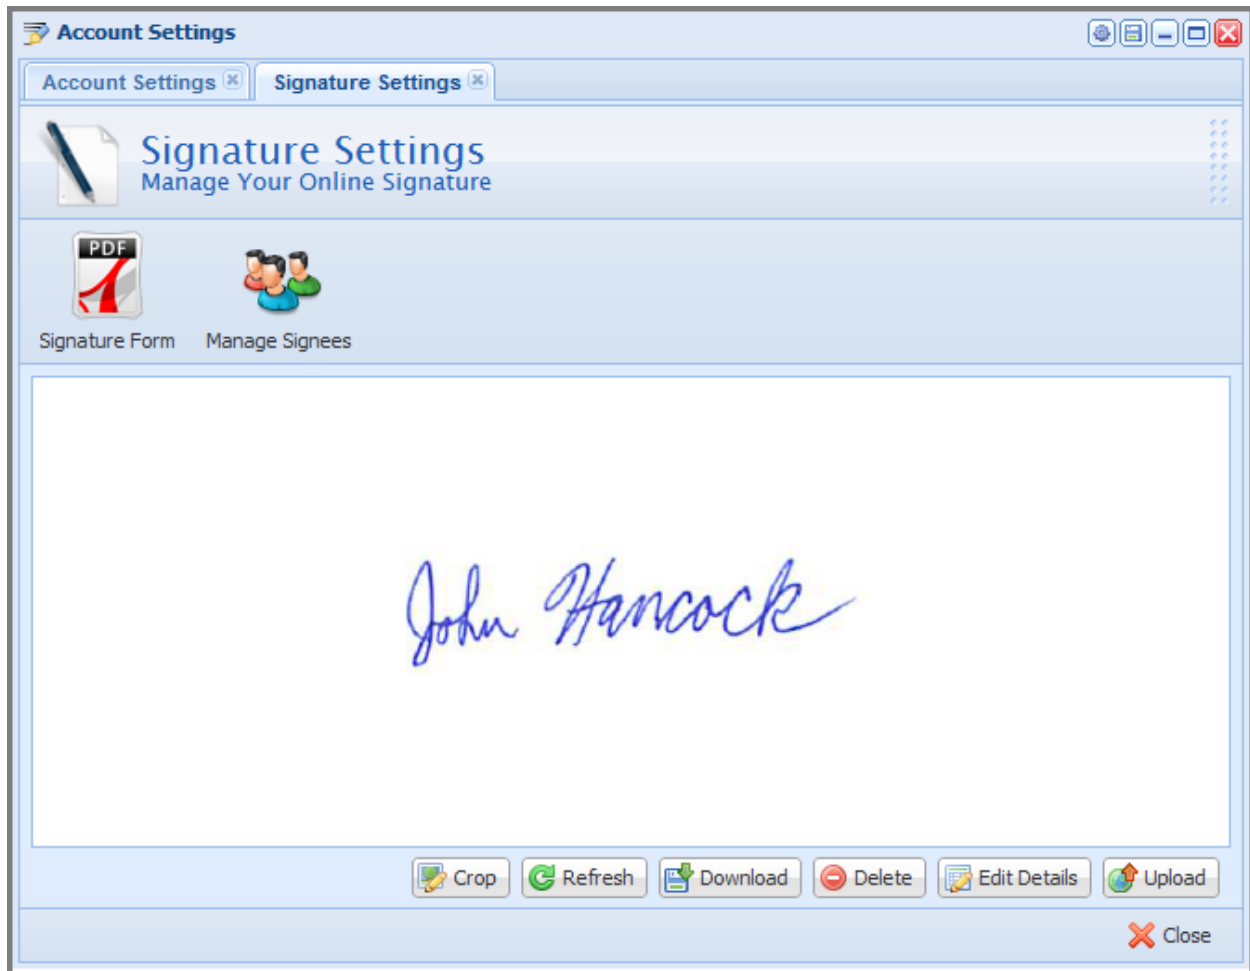 Account Settings
Account Settings Signature Settings
Signature Settings
Manage Your Online Signature
PDF
Signature Form Manage Signees
John Hancock
Crop Refresh Download Delete Edit Details Upload
Close